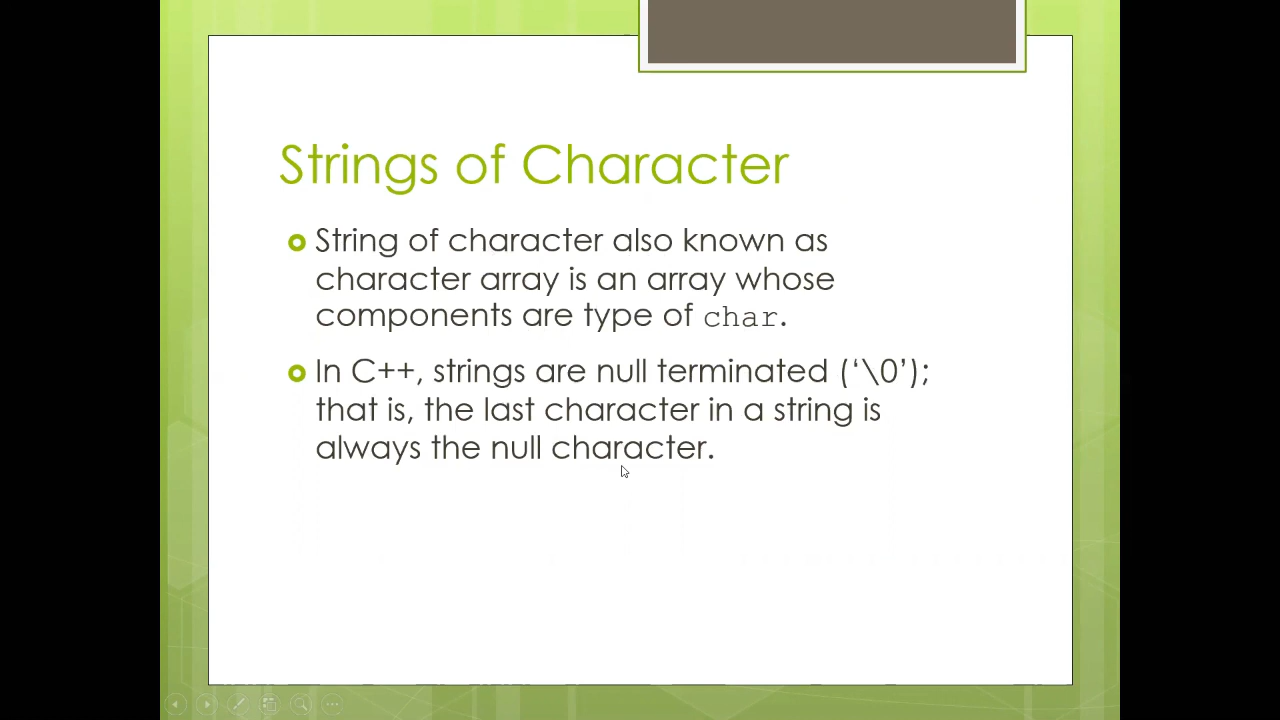 Strings of Character
String of character also known as
character array is an array whose
components are type of char.
In C++, strings are null terminated (‘\0’);
that is, the last character in a string is
always the null character.